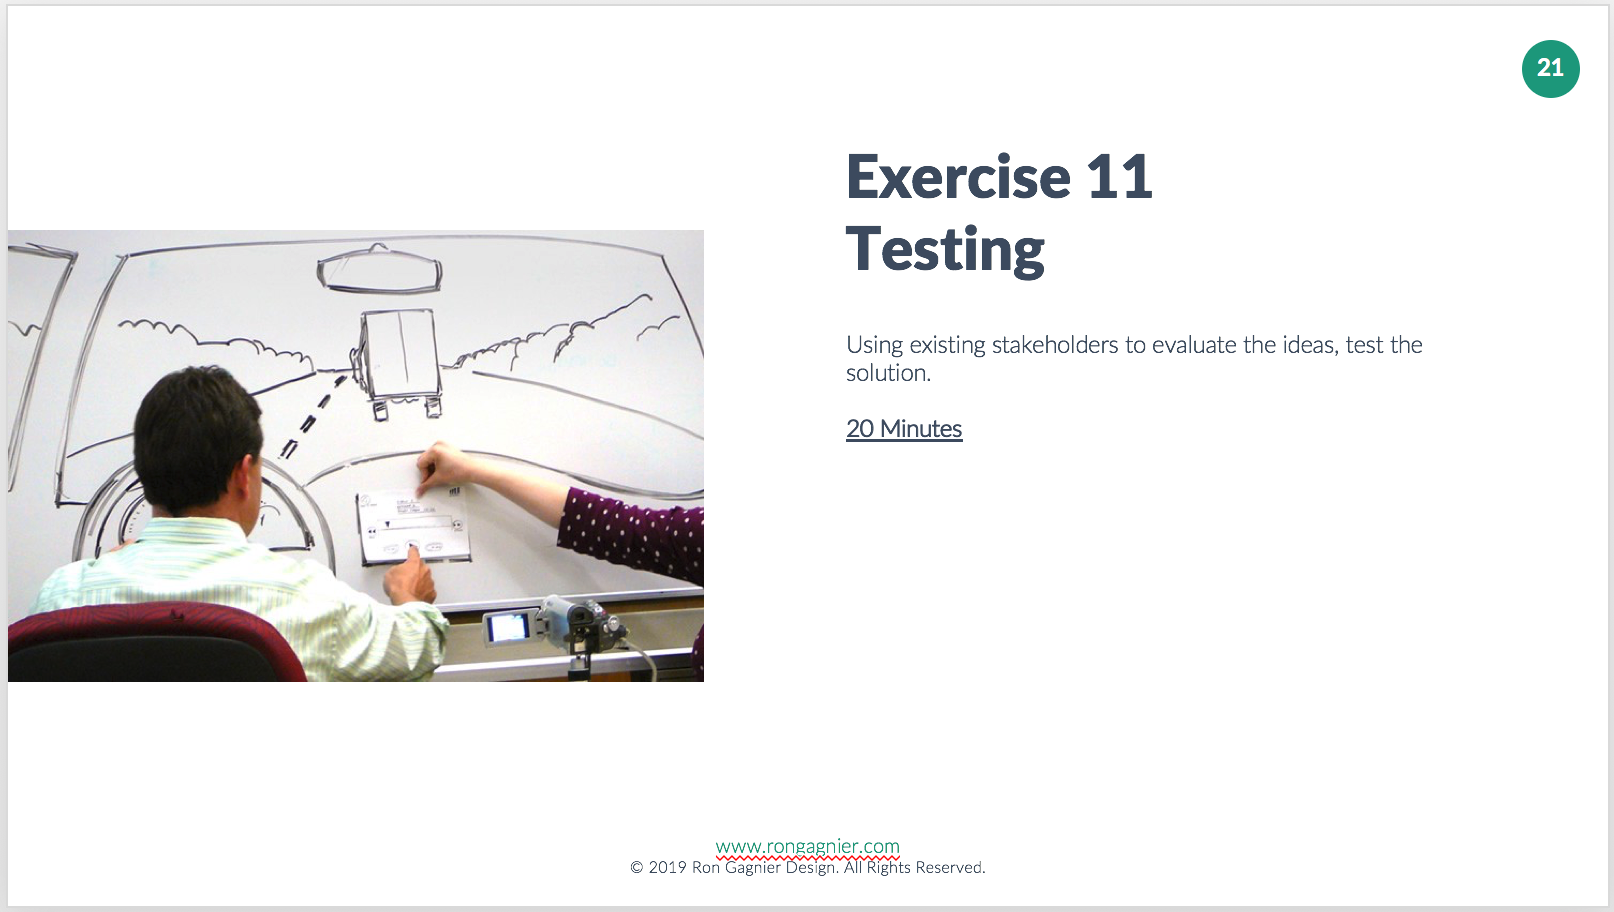 21
Exercise 11
Testing
Using existing stakeholders to evaluate the ideas, test the
solution.
20 Minutes
www.rongagnier.com
© 2019 Ron Gagnier Design. All Rights Reserved.